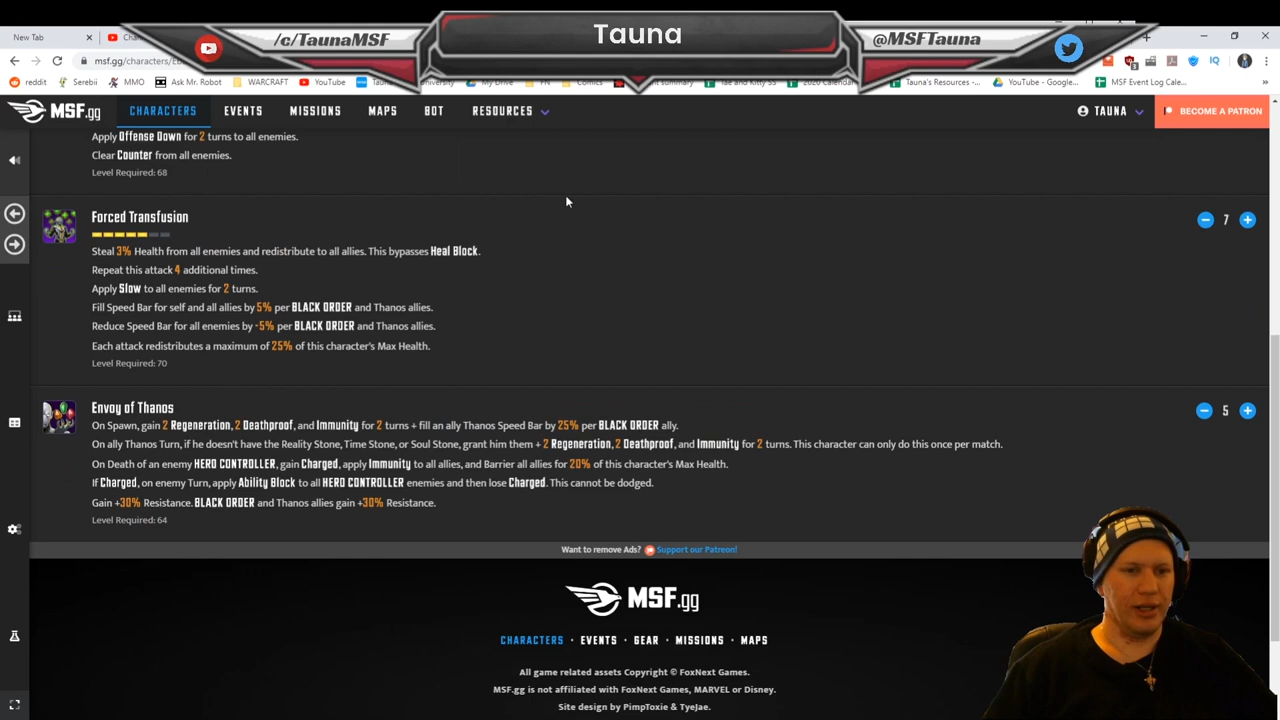 Tauna
/c/TaunaMSF
@MSFTauna
New Tab
msf.gg/characters/Eb
reddit
Serebii
MMO
Ask Mr. Robot
WARCRAFT
YouTube
My Drive
FN
Comics
2020 Calendar
Tauna's Resources -...
YouTube - Google...
MSF Event Log Cale...
MSF.gg
CHARACTERS
EVENTS
MISSIONS
MAPS
BOT
RESOURCES
TAUNA
BECOME A PATRON
Apply Offense Down for 2 turns to all enemies.
Clear Counter from all enemies.
Level Required: 68
Forced Transfusion
7
Steal 3% Health from all enemies and redistribute to all allies. This bypasses Heal Block.
Repeat this attack 4 additional times.
Apply Slow to all enemies for 2 turns.
Fill Speed Bar for self and all allies by 5% per BLACK ORDER and Thanos allies.
Reduce Speed Bar for all enemies by -5% per BLACK ORDER and Thanos allies.
Each attack redistributes a maximum of 25% of this character's Max Health.
Level Required: 70
Envoy of Thanos
5
On Spawn, gain 2 Regeneration, 2 Deathproof, and Immunity for 2 turns + fill an ally Thanos Speed Bar by 25% per BLACK ORDER ally.
On ally Thanos Turn, if he doesn't have the Reality Stone, Time Stone, or Soul Stone, grant him them + 2 Regeneration, 2 Deathproof, and Immunity for 2 turns. This character can only do this once per match.
On Death of an enemy HERO CONTROLLER, gain Charged, apply Immunity to all allies, and Barrier all allies for 20% of this character's Max Health.
If Charged, on enemy Turn, apply Ability Block to all HERO CONTROLLER enemies and then lose Charged. This cannot be dodged.
Gain +30% Resistance. BLACK ORDER and Thanos allies gain +30% Resistance.
Level Required: 64
Want to remove Ads? Support our Patreon!
MSF.gg
CHARACTERS · EVENTS · GEAR · MISSIONS · MAPS
All game related assets Copyright © FoxNext Games.
MSF.gg is not affiliated with FoxNext Games, MARVEL or Disney.
Site design by PimpToxie & TyeJae.